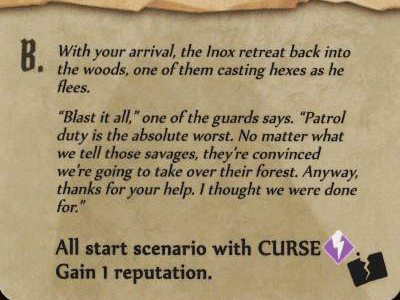 B.
With your arrival, the Inox retreat back into
the woods, one of them casting hexes as he
flees.
“Blast it all,” one of the guards says. “Patrol
duty is the absolute worst. No matter what
we tell those savages, they’re convinced
we’re going to take over their forest. Anyway,
thanks for your help. I thought we were done
for.”
All start scenario with CURSE
Gain 1 reputation.